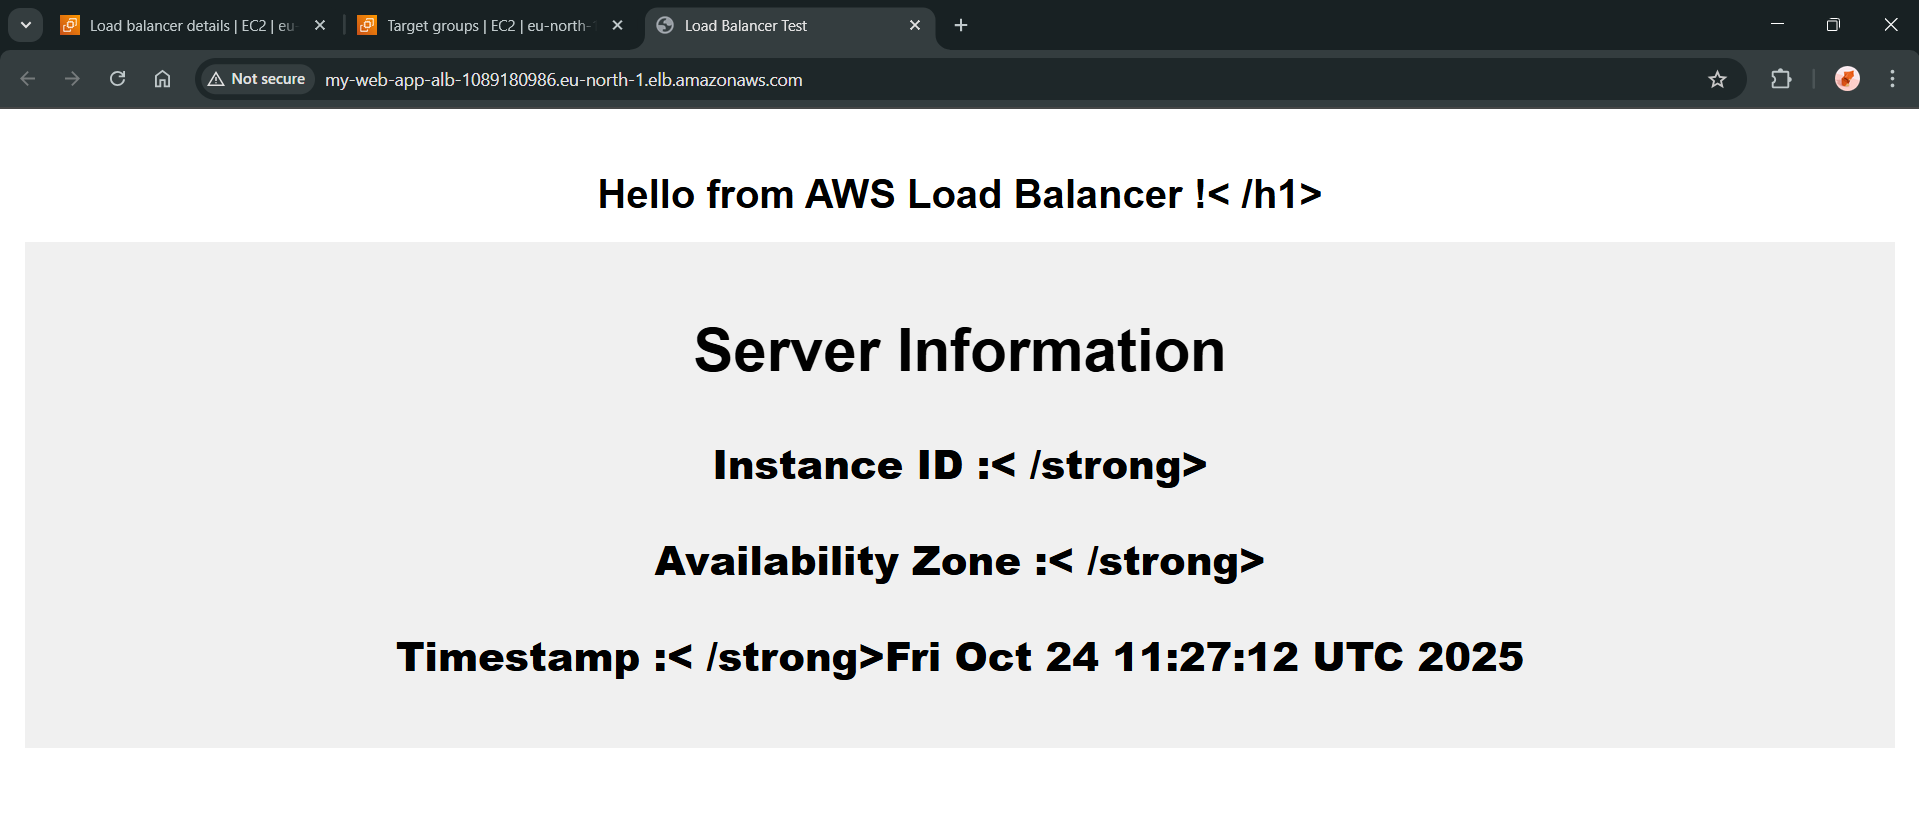 Load balancer details | EC2 | eu-
Target groups | EC2 | eu-north-1
Load Balancer Test
Not secure
my-web-app-alb-1089180986.eu-north-1.elb.amazonaws.com
Hello from AWS Load Balancer !< /h1>
Server Information
Instance ID :< /strong>
Availability Zone :< /strong>
Timestamp :< /strong>Fri Oct 24 11:27:12 UTC 2025